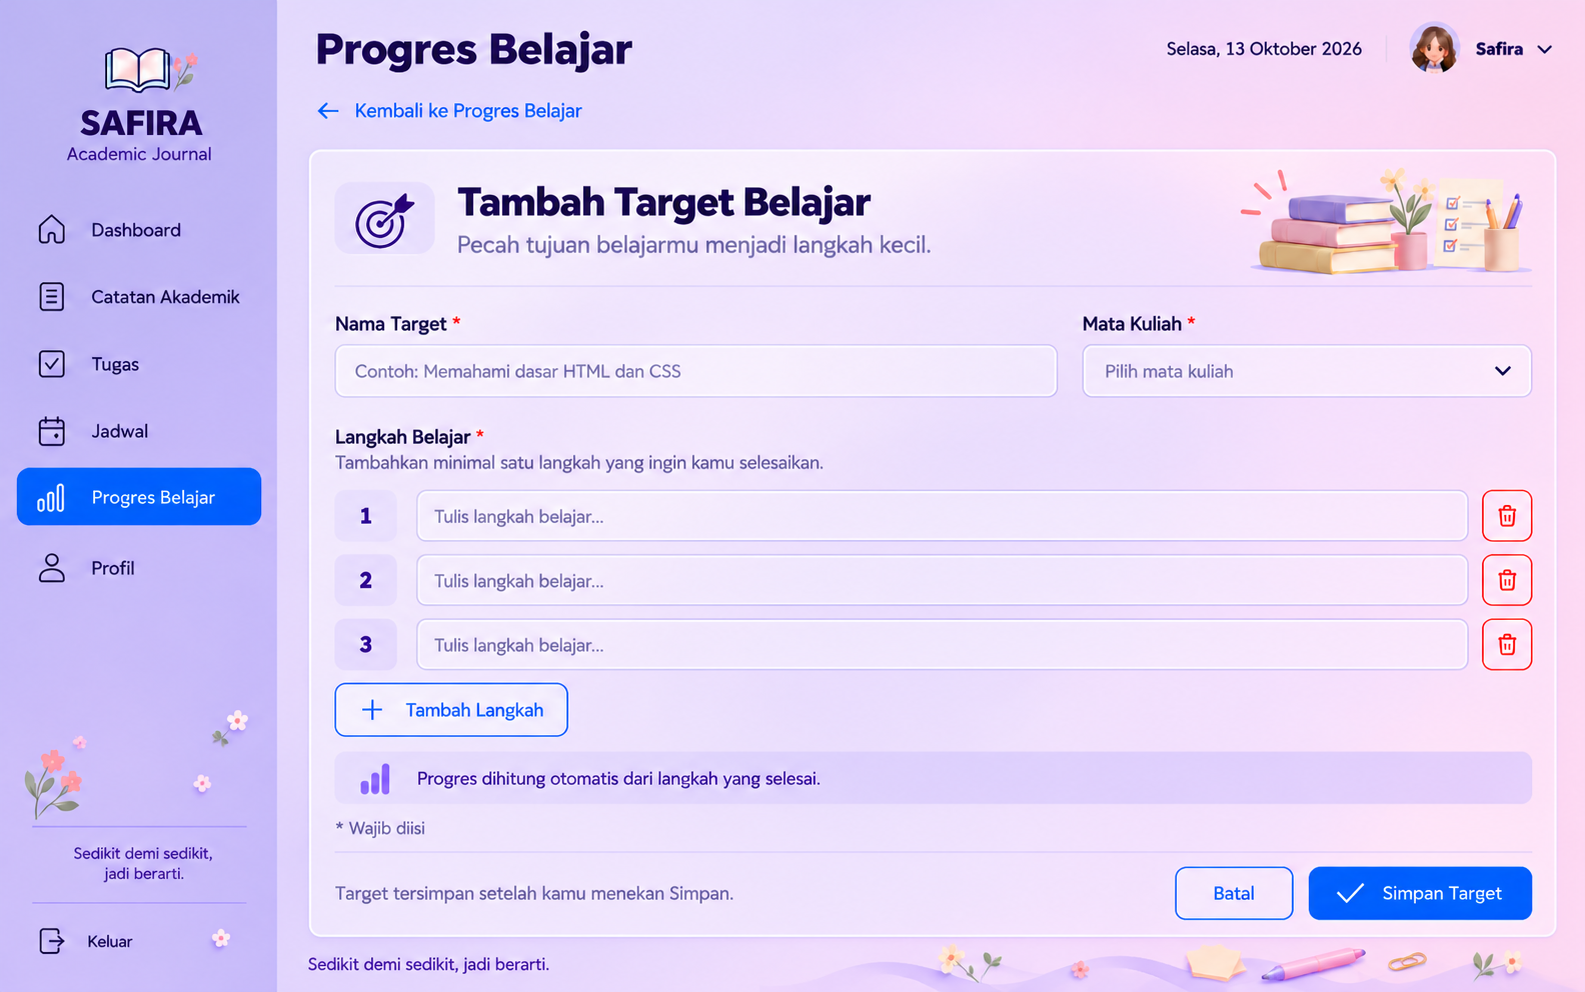 SAFIRA
Academic Journal
Dashboard
Catatan Akademik
Tugas
Jadwal
Progres Belajar
Profil
Sedikit demi sedikit,
jadi berarti.
Keluar
Progres Belajar
Selasa, 13 Oktober 2026
Safira
← Kembali ke Progres Belajar
Tambah Target Belajar
Pecah tujuan belajarmu menjadi langkah kecil.
Nama Target *
Contoh: Memahami dasar HTML dan CSS
Mata Kuliah *
Pilih mata kuliah
Langkah Belajar *
Tambahkan minimal satu langkah yang ingin kamu selesaikan.
1
Tulis langkah belajar...
2
Tulis langkah belajar...
3
Tulis langkah belajar...
+ Tambah Langkah
Progres dihitung otomatis dari langkah yang selesai.
* Wajib diisi
Target tersimpan setelah kamu menekan Simpan.
Batal
Simpan Target
Sedikit demi sedikit, jadi berarti.